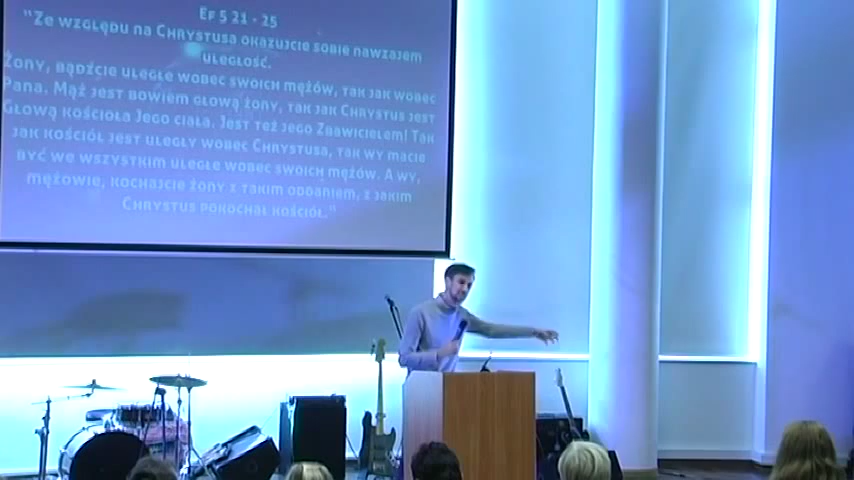 Ef 5 21 - 25
"Ze względu na Chrystusa okazujcie sobie nawzajem
uległość.
Żony, bądźcie uległe wobec swoich mężów, tak jak wobec
Pana. Mąż jest bowiem głową żony, tak jak Chrystus jest
Głową kościoła Jego ciała. Jest też jego Zbawicielem! Tak
jak kościół jest uległy wobec Chrystusa, tak wy macie
być we wszystkim uległe wobec swoich mężów. A wy,
mężowie, kochajcie żony z takim oddaniem, z jakim
Chrystus pokochał kościół."